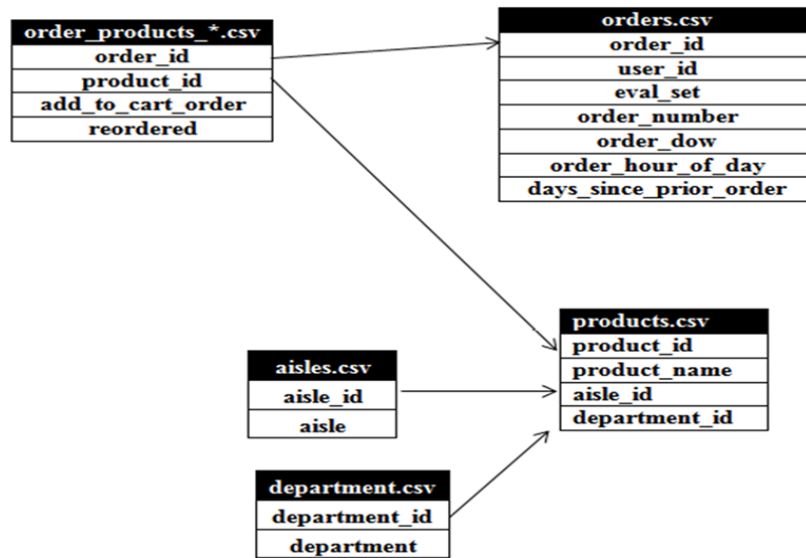 order_products_*.csv
order_id
product_id
add_to_cart_order
reordered
orders.csv
order_id
user_id
eval_set
order_number
order_dow
order_hour_of_day
days_since_prior_order
products.csv
product_id
product_name
aisle_id
department_id
aisles.csv
aisle_id
aisle
department.csv
department_id
department